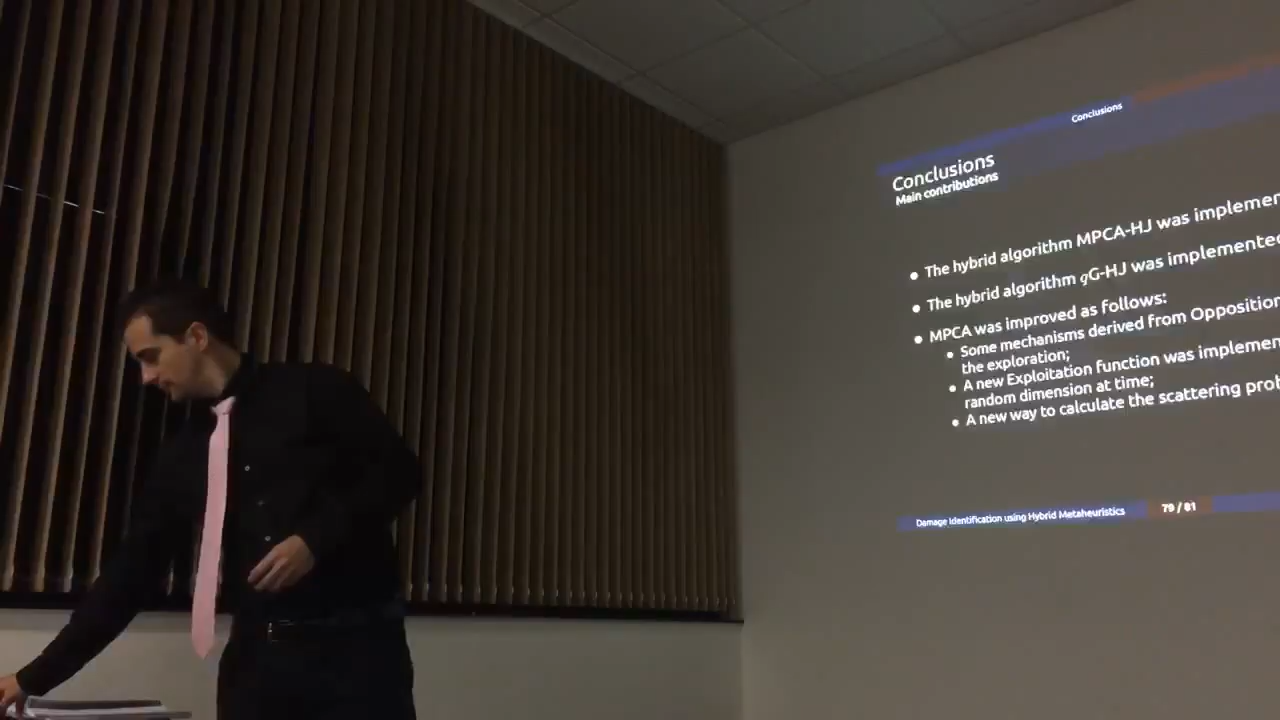 Conclusions
Conclusions
Main contributions
The hybrid algorithm MPCA-HJ was implemen
The hybrid algorithm qG-HJ was implemented
MPCA was improved as follows:
Some mechanisms derived from Opposition
the exploration;
A new Exploitation function was implemen
random dimension at time;
A new way to calculate the scattering prob
Damage Identification using Hybrid Metaheuristics
79 / 81